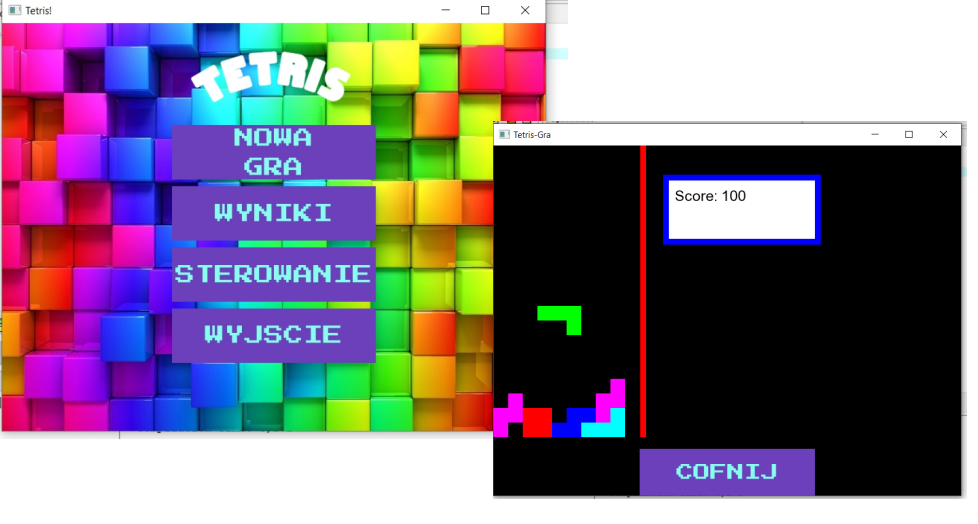 Tetris!
TETRIS
NOWA
GRA
WYNIKI
STEROWANIE
WYJSCIE
Tetris-Gra
Score: 100
COFNIJ